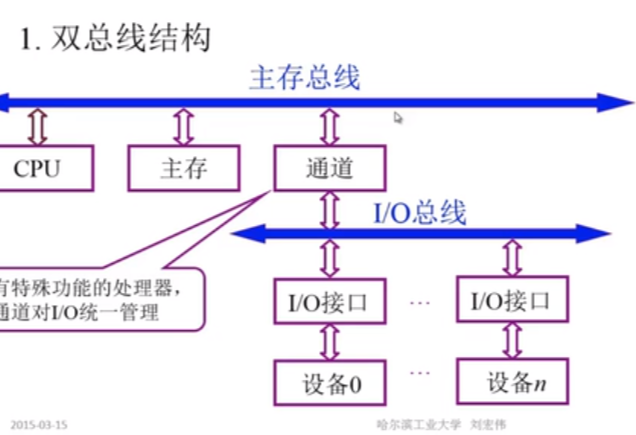 1. 双总线结构
主存总线
CPU
主存
通道
I/O总线
有特殊功能的处理器，
通道对I/O统一管理
I/O接口
…
I/O接口
设备0
…
设备n
2015-03-15
哈尔滨工业大学 刘宏伟